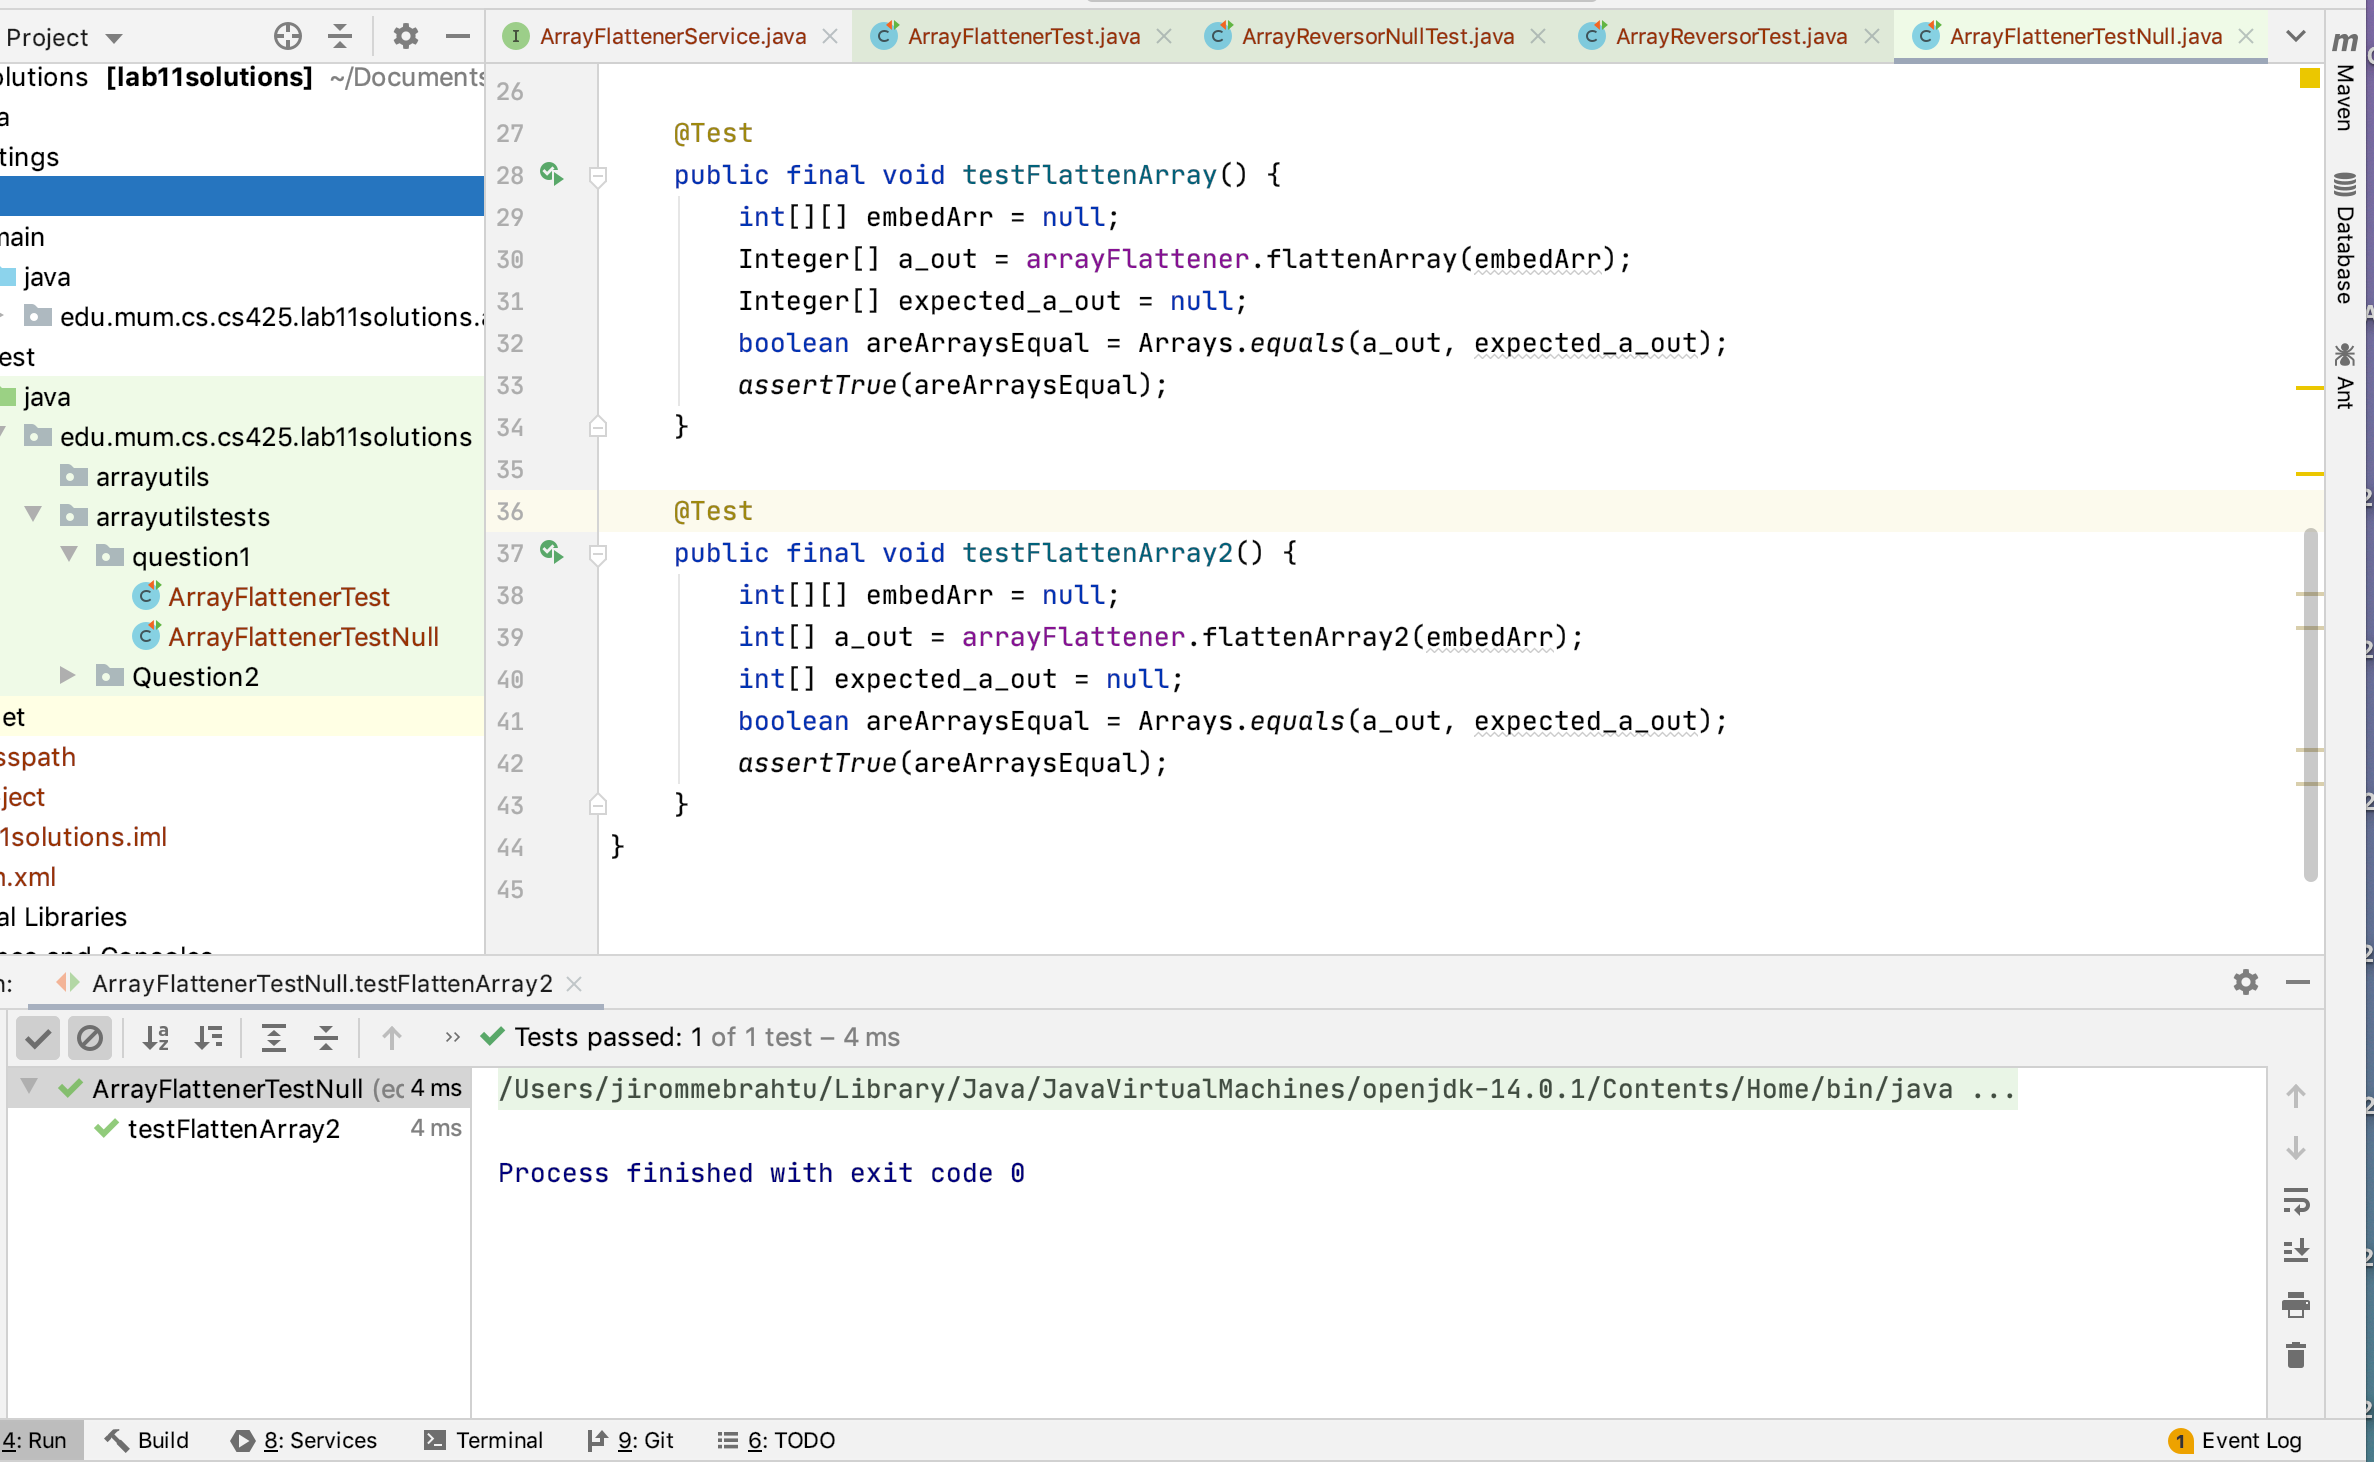 Project
ArrayFlattenerService.java ArrayFlattenerTest.java ArrayReversorNullTest.java ArrayReversorTest.java ArrayFlattenerTestNull.java
olutions [lab11solutions] ~/Documents
a
tings
main
java
edu.mum.cs.cs425.lab11solutions.
est
java
edu.mum.cs.cs425.lab11solutions
arrayutils
arrayutilstests
question1
ArrayFlattenerTest
ArrayFlattenerTestNull
Question2
et
sspath
ject
1solutions.iml
.xml
al Libraries
26
27 @Test
28 public final void testFlattenArray() {
29 int[][] embedArr = null;
30 Integer[] a_out = arrayFlattener.flattenArray(embedArr);
31 Integer[] expected_a_out = null;
32 boolean areArraysEqual = Arrays.equals(a_out, expected_a_out);
33 assertTrue(areArraysEqual);
34 }
35
36 @Test
37 public final void testFlattenArray2() {
38 int[][] embedArr = null;
39 int[] a_out = arrayFlattener.flattenArray2(embedArr);
40 int[] expected_a_out = null;
41 boolean areArraysEqual = Arrays.equals(a_out, expected_a_out);
42 assertTrue(areArraysEqual);
43 }
44 }
45
m Maven
Database
Ant
ArrayFlattenerTestNull.testFlattenArray2
Tests passed: 1 of 1 test – 4 ms
ArrayFlattenerTestNull (ec 4 ms
testFlattenArray2 4 ms
/Users/jirommebrahtu/Library/Java/JavaVirtualMachines/openjdk-14.0.1/Contents/Home/bin/java ...
Process finished with exit code 0
4: Run Build 8: Services Terminal 9: Git 6: TODO 1 Event Log